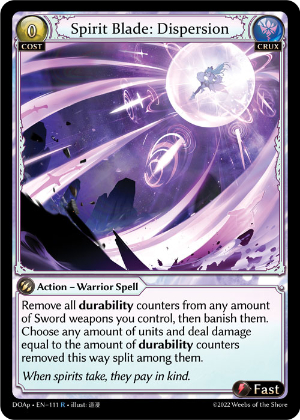 0
COST
Spirit Blade: Dispersion
CRUX
Action – Warrior Spell
Remove all durability counters from any amount
of Sword weapons you control, then banish them.
Choose any amount of units and deal damage
equal to the amount of durability counters
removed this way split among them.
When spirits take, they pay in kind.
Fast
DOAp • EN-111 R • illust:
©2022 Weebs of the Shore